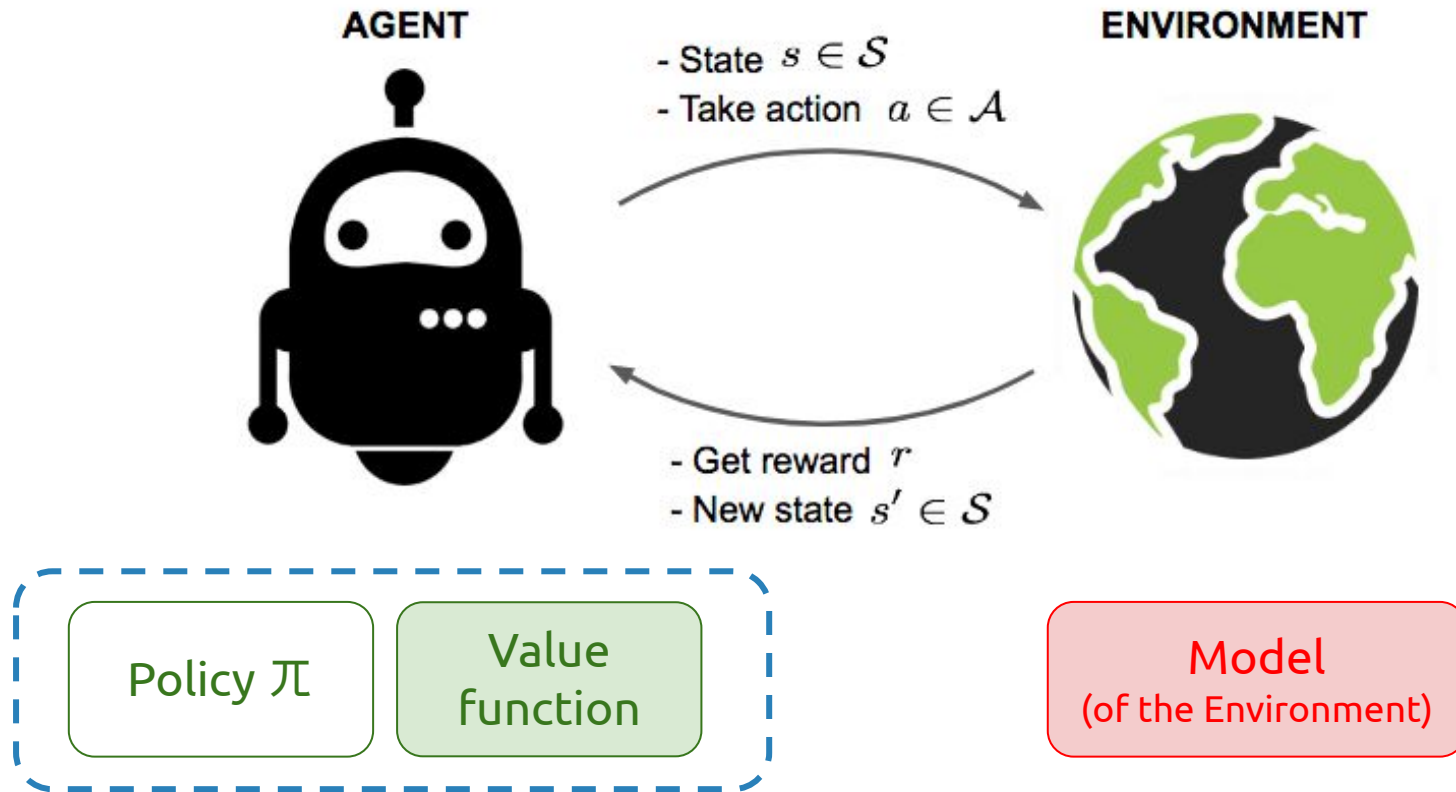 AGENT
ENVIRONMENT
- State s ∈ 𝒮
- Take action a ∈ 𝒜
- Get reward r
- New state s′ ∈ 𝒮
Policy π
Value
function
Model
(of the Environment)